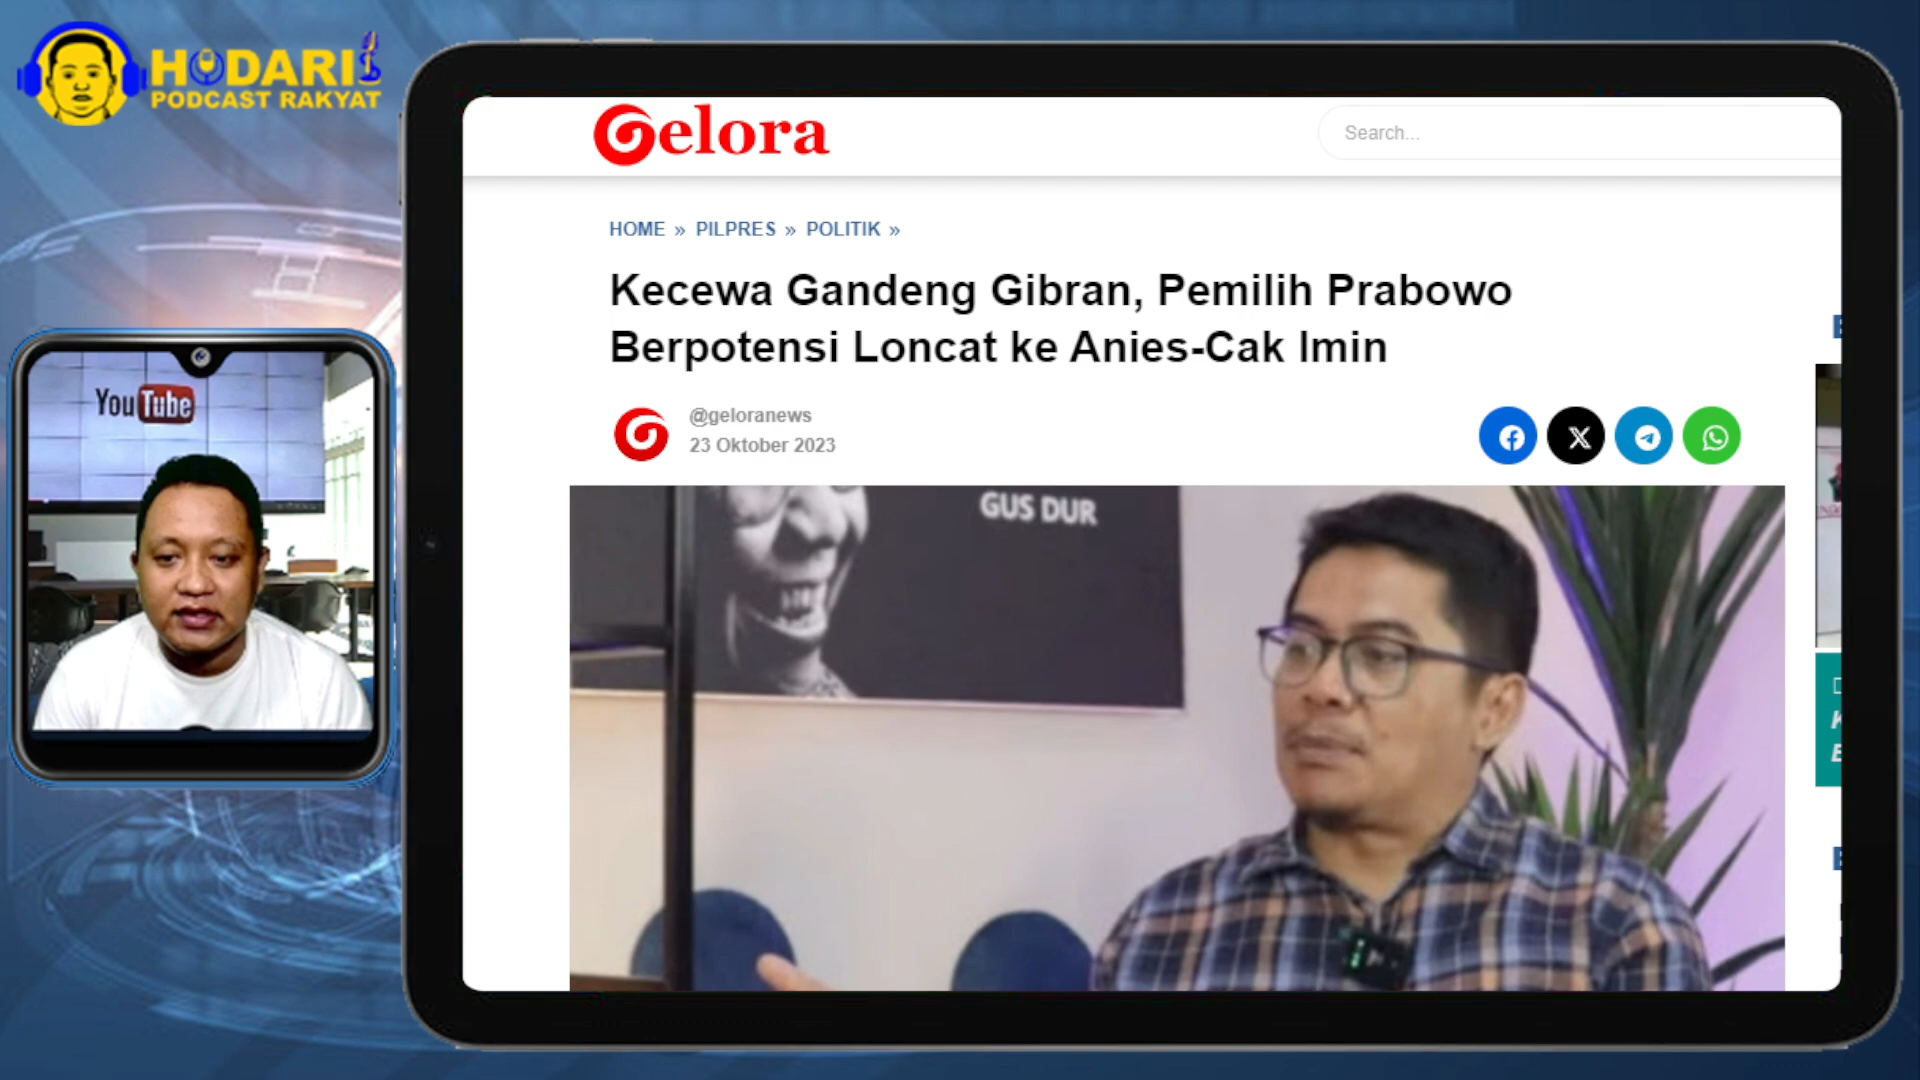 HODARI
PODCAST RAKYAT
YouTube
Gelora
Search...
HOME » PILPRES » POLITIK »
Kecewa Gandeng Gibran, Pemilih Prabowo
Berpotensi Loncat ke Anies-Cak Imin
@geloranews
23 Oktober 2023
GUS DUR